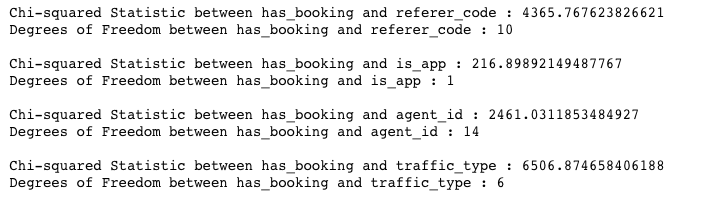 Chi-squared Statistic between has_booking and referer_code : 4365.767623826621
Degrees of Freedom between has_booking and referer_code : 10
Chi-squared Statistic between has_booking and is_app : 216.89892149487767
Degrees of Freedom between has_booking and is_app : 1
Chi-squared Statistic between has_booking and agent_id : 2461.0311853484927
Degrees of Freedom between has_booking and agent_id : 14
Chi-squared Statistic between has_booking and traffic_type : 6506.874658406188
Degrees of Freedom between has_booking and traffic_type : 6